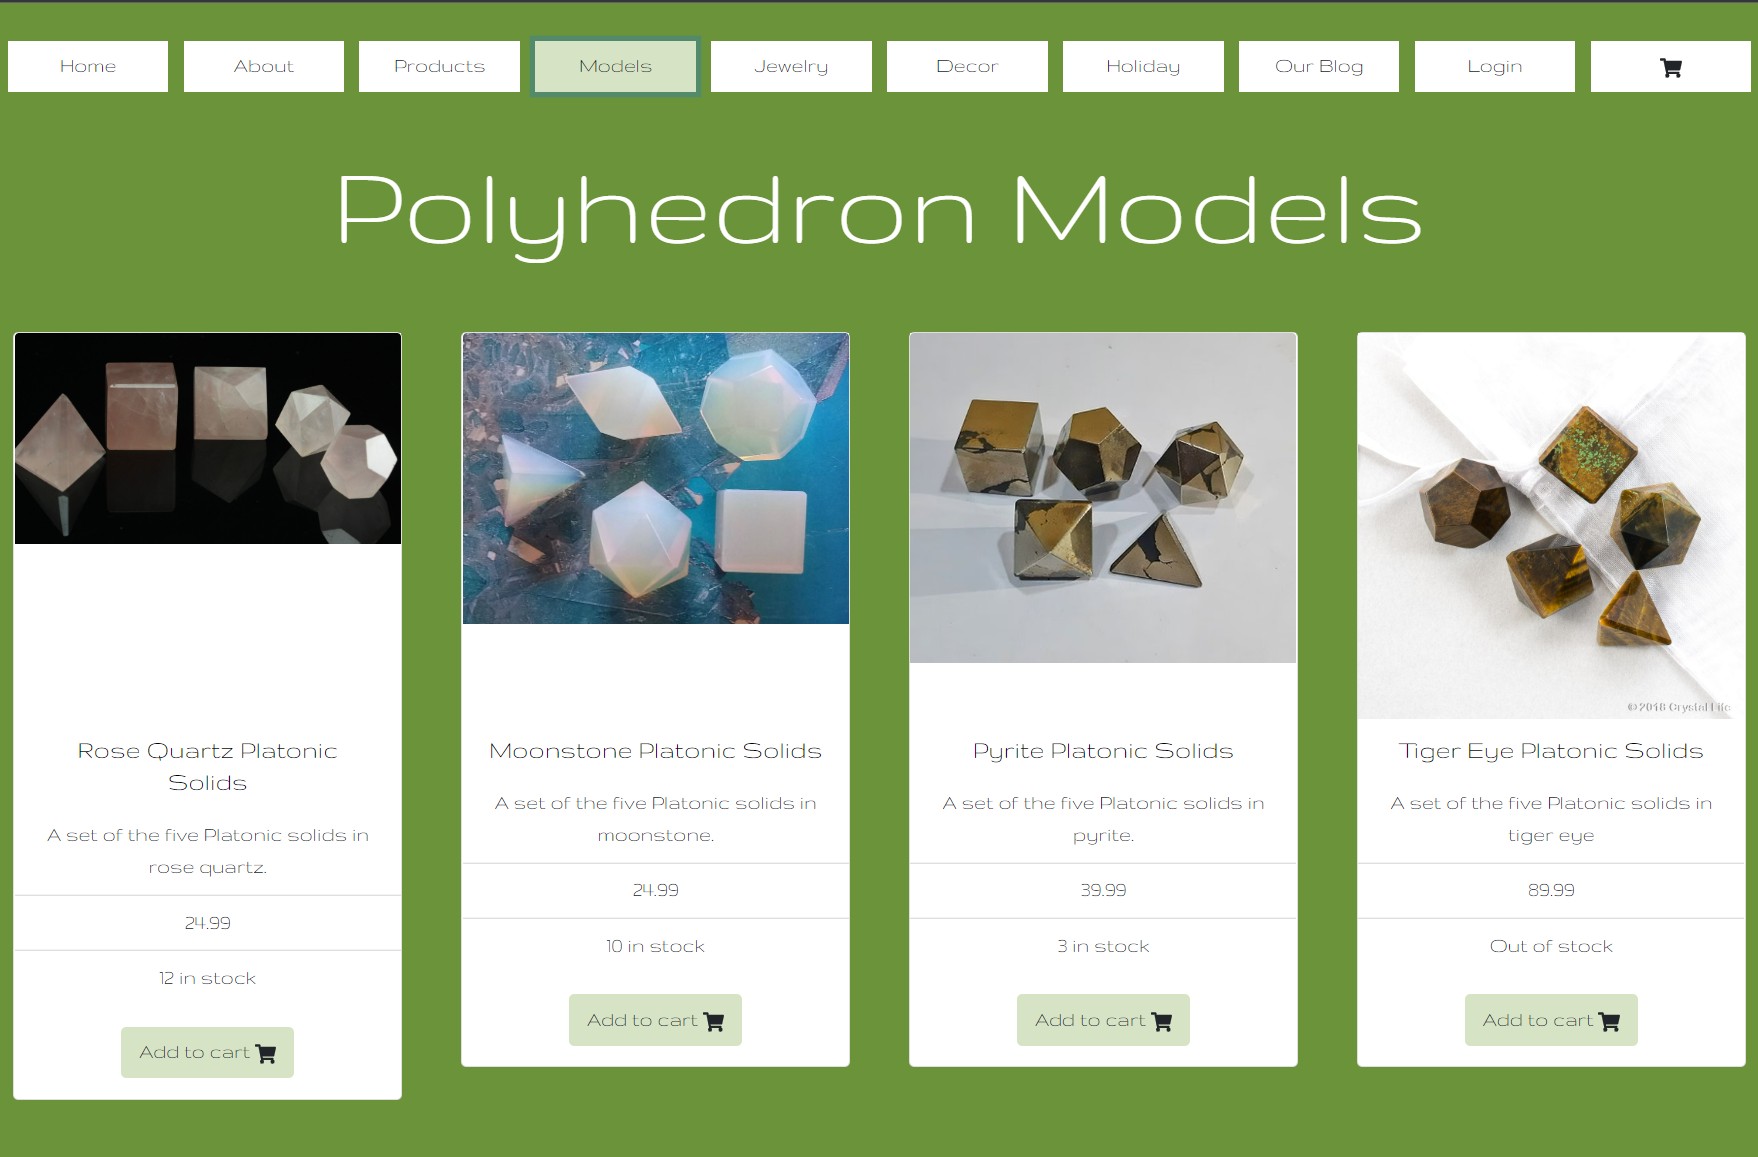 Home About Products Models Jewelry Decor Holiday Our Blog Login
Polyhedron Models
© 2018 Crystal Life
Rose Quartz Platonic
Solids
A set of the five Platonic solids in
rose quartz.
24.99
12 in stock
Add to cart
Moonstone Platonic Solids
A set of the five Platonic solids in
moonstone.
24.99
10 in stock
Add to cart
Pyrite Platonic Solids
A set of the five Platonic solids in
pyrite.
39.99
3 in stock
Add to cart
Tiger Eye Platonic Solids
A set of the five Platonic solids in
tiger eye
89.99
Out of stock
Add to cart